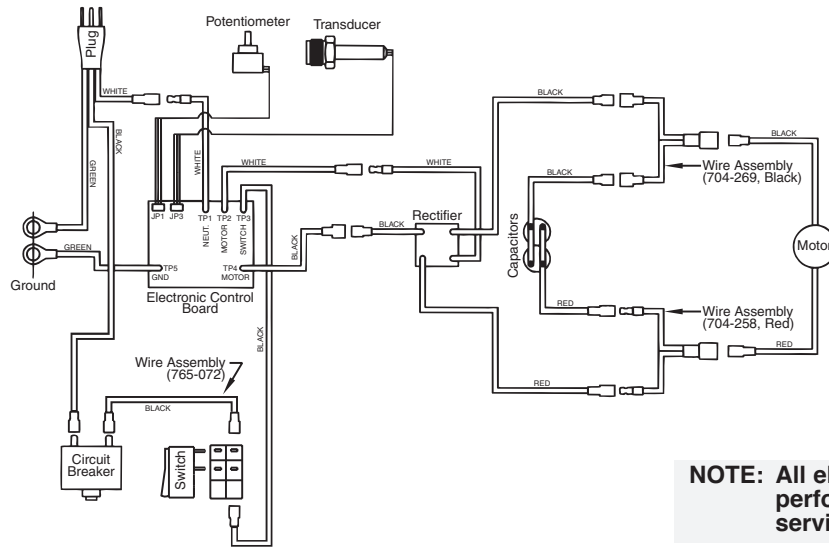 Potentiometer
Transducer
Plug
WHITE
BLACK
GREEN
WHITE
BLACK
BLACK
WHITE
WHITE
BLACK
Wire Assembly
(704-269, Black)
BLACK
JP1
JP3
TP1
TP2
TP3
NEUT.
MOTOR
SWITCH
BLACK
BLACK
Rectifier
Capacitors
Motor
GREEN
TP5
GND
TP4
MOTOR
Ground
Electronic Control
Board
RED
Wire Assembly
(704-258, Red)
BLACK
RED
Wire Assembly
(765-072)
BLACK
RED
Circuit
Breaker
Switch
NOTE: All el
perfo
servi